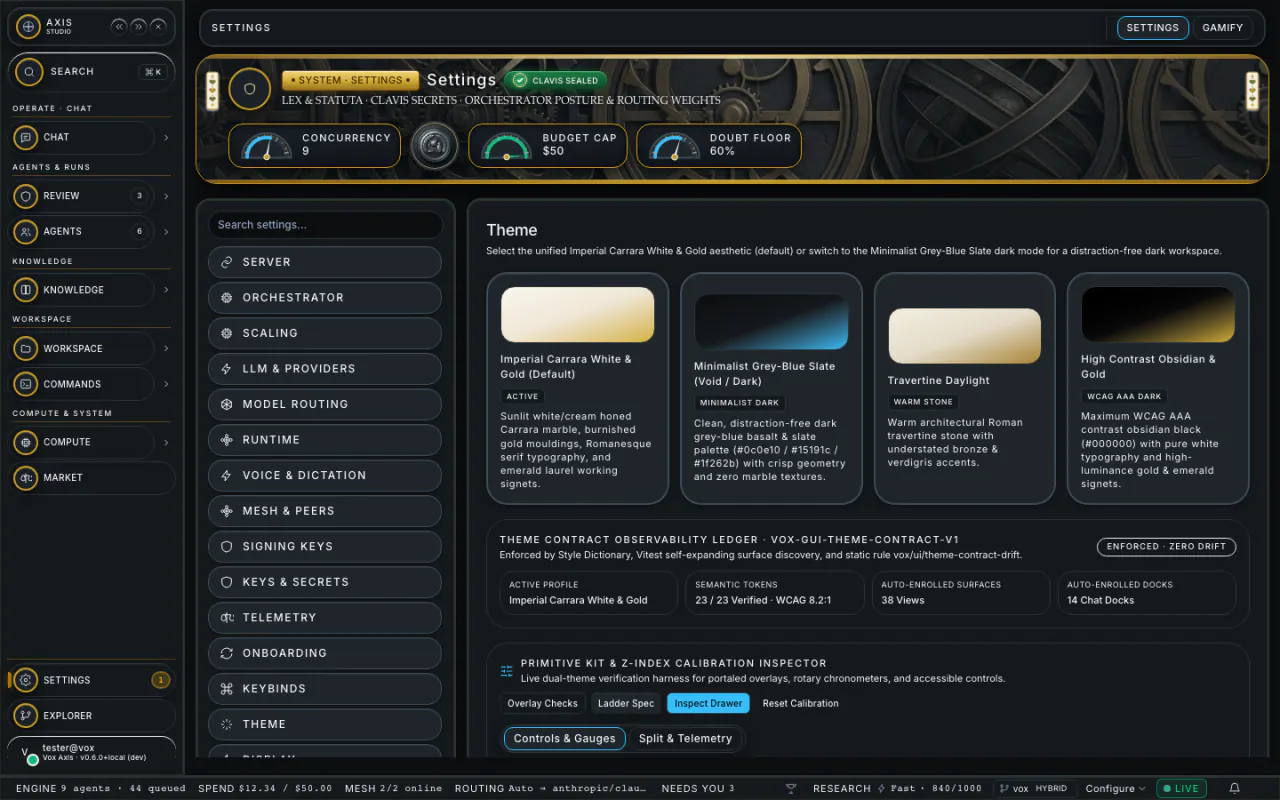 AXIS
STUDIO
SEARCH
⌘K
OPERATE · CHAT
CHAT
AGENTS & RUNS
REVIEW 3
AGENTS 6
KNOWLEDGE
KNOWLEDGE
WORKSPACE
WORKSPACE
COMMANDS
COMPUTE & SYSTEM
COMPUTE
MARKET
SETTINGS 1
EXPLORER
V
tester@vox
Vox Axis · v0.6.0+local (dev)
SETTINGS
SETTINGS GAMIFY
• SYSTEM · SETTINGS • Settings CLAVIS SEALED
LEX & STATUTA · CLAVIS SECRETS · ORCHESTRATOR POSTURE & ROUTING WEIGHTS
CONCURRENCY
9
BUDGET CAP
$50
DOUBT FLOOR
60%
Search settings...
SERVER
ORCHESTRATOR
SCALING
LLM & PROVIDERS
MODEL ROUTING
RUNTIME
VOICE & DICTATION
MESH & PEERS
SIGNING KEYS
KEYS & SECRETS
TELEMETRY
ONBOARDING
KEYBINDS
THEME
DISPLAY
Theme
Select the unified Imperial Carrara White & Gold aesthetic (default) or switch to the Minimalist Grey-Blue Slate dark mode for a distraction-free dark workspace.
Imperial Carrara White &
Gold (Default)
ACTIVE
Sunlit white/cream honed
Carrara marble, burnished
gold mouldings, Romanesque
serif typography, and
emerald laurel working
signets.
Minimalist Grey-Blue Slate
(Void / Dark)
MINIMALIST DARK
Clean, distraction-free dark
grey-blue basalt & slate
palette (#0c0e10 / #15191c /
#1f262b) with crisp geometry
and zero marble textures.
Travertine Daylight
WARM STONE
Warm architectural Roman
travertine stone with
understated bronze &
verdigris accents.
High Contrast Obsidian &
Gold
WCAG AAA DARK
Maximum WCAG AAA
contrast obsidian black
(#000000) with pure white
typography and high-
luminance gold & emerald
signets.
THEME CONTRACT OBSERVABILITY LEDGER · VOX-GUI-THEME-CONTRACT-V1
Enforced by Style Dictionary, Vitest self-expanding surface discovery, and static rule vox/ui/theme-contract-drift.
ENFORCED · ZERO DRIFT
ACTIVE PROFILE
Imperial Carrara White & Gold
SEMANTIC TOKENS
23 / 23 Verified · WCAG 8.2:1
AUTO-ENROLLED SURFACES
38 Views
AUTO-ENROLLED DOCKS
14 Chat Docks
PRIMITIVE KIT & Z-INDEX CALIBRATION INSPECTOR
Live dual-theme verification harness for portaled overlays, rotary chronometers, and accessible controls.
Overlay Checks Ladder Spec Inspect Drawer Reset Calibration
Controls & Gauges Split & Telemetry
ENGINE 9 agents · 44 queued SPEND $12.34 / $50.00 MESH 2/2 online ROUTING Auto → anthropic/clau… NEEDS YOU 3 RESEARCH Fast · 840/1000 vox HYBRID Configure LIVE